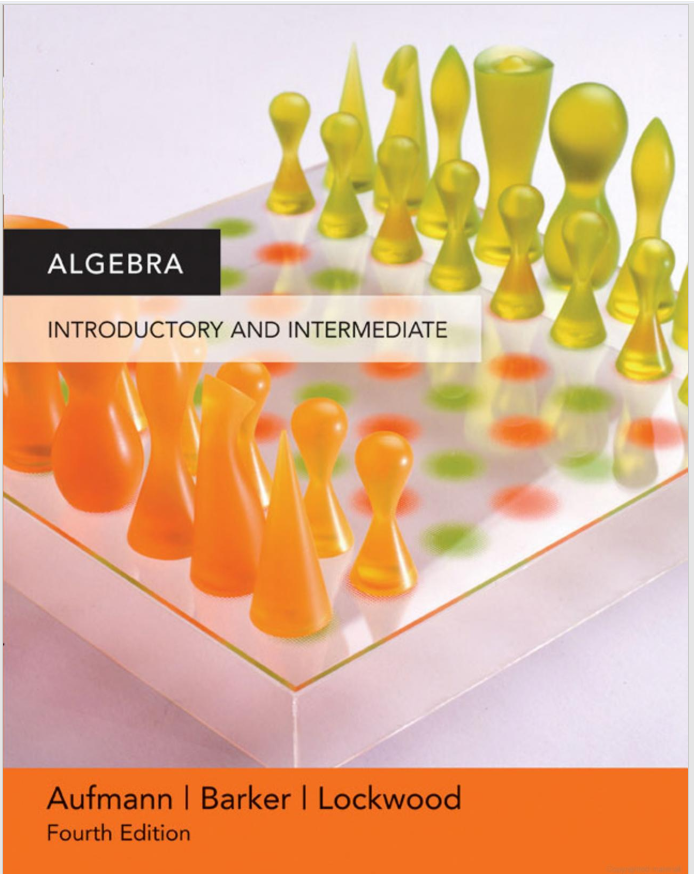 ALGEBRA
INTRODUCTORY AND INTERMEDIATE
Aufmann | Barker | Lockwood
Fourth Edition